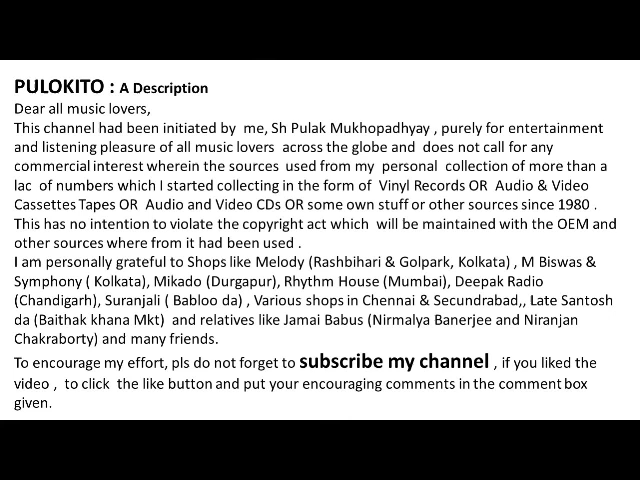 PULOKITO : A Description
Dear all music lovers,
This channel had been initiated by me, Sh Pulak Mukhopadhyay , purely for entertainment
and listening pleasure of all music lovers across the globe and does not call for any
commercial interest wherein the sources used from my personal collection of more than a
lac of numbers which I started collecting in the form of Vinyl Records OR Audio & Video
Cassettes Tapes OR Audio and Video CDs OR some own stuff or other sources since 1980 .
This has no intention to violate the copyright act which will be maintained with the OEM and
other sources where from it had been used .
I am personally grateful to Shops like Melody (Rashbihari & Golpark, Kolkata) , M Biswas &
Symphony ( Kolkata), Mikado (Durgapur), Rhythm House (Mumbai), Deepak Radio
(Chandigarh), Suranjali ( Babloo da) , Various shops in Chennai & Secundrabad,, Late Santosh
da (Baithak khana Mkt) and relatives like Jamai Babus (Nirmalya Banerjee and Niranjan
Chakraborty) and many friends.
To encourage my effort, pls do not forget to subscribe my channel , if you liked the
video , to click the like button and put your encouraging comments in the comment box
given.